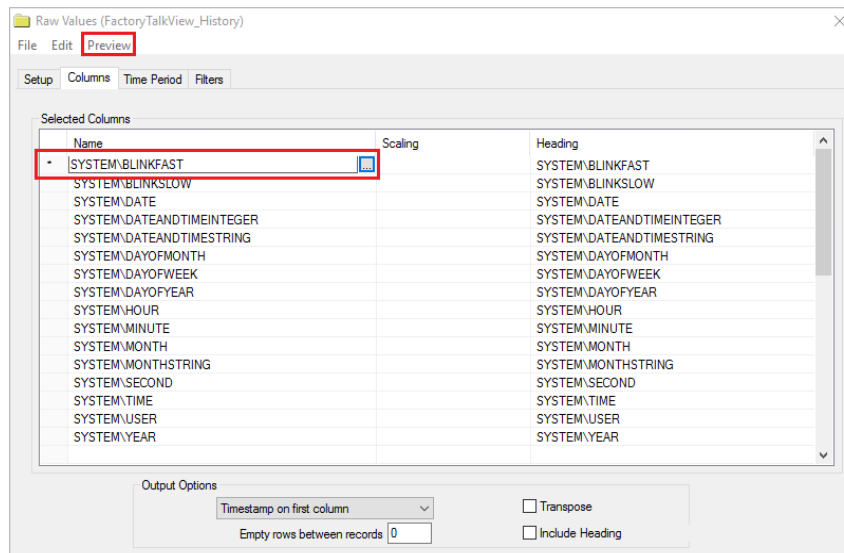 Raw Values (FactoryTalkView_History)
File Edit Preview
Setup Columns Time Period Filters
Selected Columns
Name Scaling Heading
* SYSTEM\BLINKFAST ... SYSTEM\BLINKFAST
SYSTEM\BLINKSLOW SYSTEM\BLINKSLOW
SYSTEM\DATE SYSTEM\DATE
SYSTEM\DATEANDTIMEINTEGER SYSTEM\DATEANDTIMEINTEGER
SYSTEM\DATEANDTIMESTRING SYSTEM\DATEANDTIMESTRING
SYSTEM\DAYOFMONTH SYSTEM\DAYOFMONTH
SYSTEM\DAYOFWEEK SYSTEM\DAYOFWEEK
SYSTEM\DAYOFYEAR SYSTEM\DAYOFYEAR
SYSTEM\HOUR SYSTEM\HOUR
SYSTEM\MINUTE SYSTEM\MINUTE
SYSTEM\MONTH SYSTEM\MONTH
SYSTEM\MONTHSTRING SYSTEM\MONTHSTRING
SYSTEM\SECOND SYSTEM\SECOND
SYSTEM\TIME SYSTEM\TIME
SYSTEM\USER SYSTEM\USER
SYSTEM\YEAR SYSTEM\YEAR
Output Options
Timestamp on first column Transpose
Empty rows between records 0 Include Heading